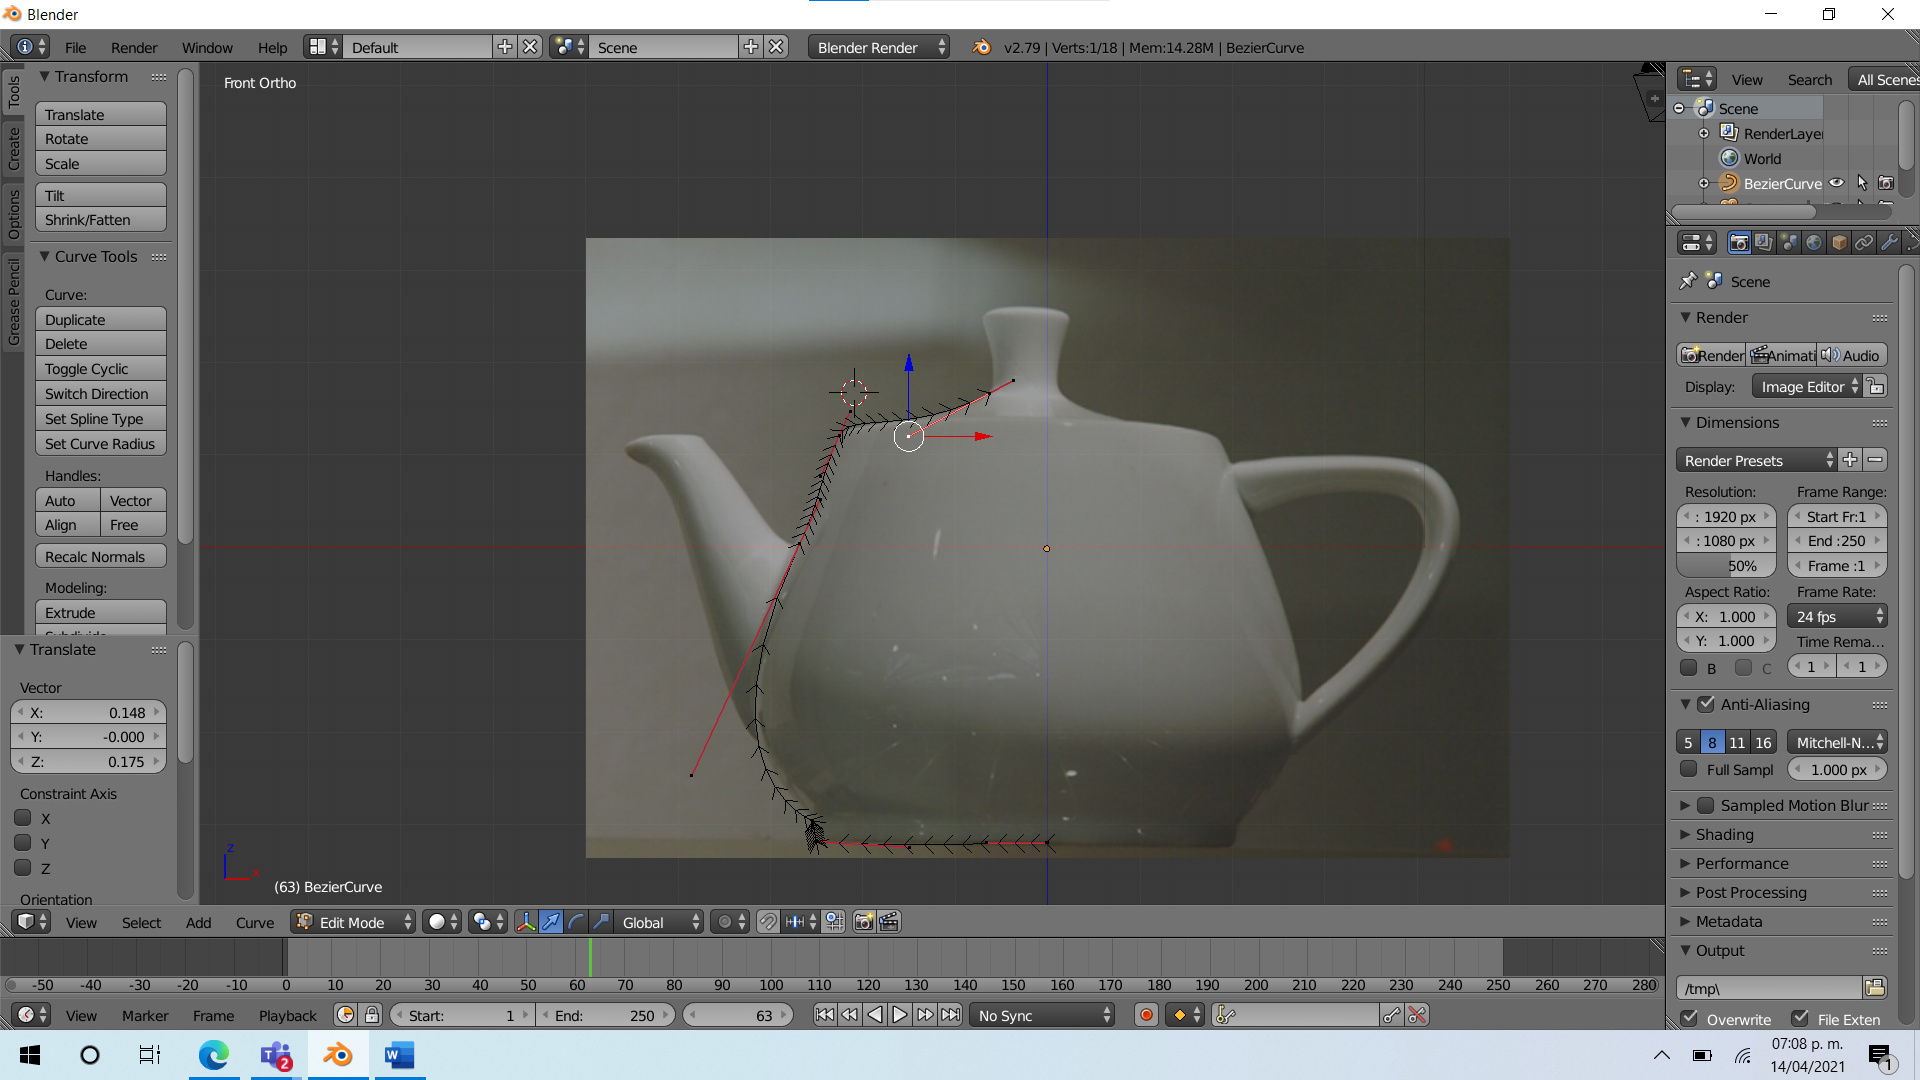 Blender
File Render Window Help Default Scene Blender Render v2.79 | Verts:1/18 | Mem:14.28M | BezierCurve
Tools
Create
Options
Grease Pencil
Transform
Translate
Rotate
Scale
Tilt
Shrink/Fatten
Curve Tools
Curve:
Duplicate
Delete
Toggle Cyclic
Switch Direction
Set Spline Type
Set Curve Radius
Handles:
Auto Vector
Align Free
Recalc Normals
Modeling:
Extrude
Translate
Vector
X: 0.148
Y: -0.000
Z: 0.175
Constraint Axis
X
Y
Z
Orientation
Front Ortho
z
x
(63) BezierCurve
View Select Add Curve Edit Mode Global
-50 -40 -30 -20 -10 0 10 20 30 40 50 60 70 80 90 100 110 120 130 140 150 160 170 180 190 200 210 220 230 240 250 260 270 280
View Marker Frame Playback Start: 1 End: 250 63 No Sync
View Search All Scenes
Scene
RenderLayer
World
BezierCurve
Scene
Render
Render Animati Audio
Display: Image Editor
Dimensions
Render Presets
Resolution: Frame Range:
: 1920 px Start Fr:1
: 1080 px End :250
50% Frame :1
Aspect Ratio: Frame Rate:
X: 1.000 24 fps
Y: 1.000 Time Rema...
B C 1 1
Anti-Aliasing
5 8 11 16 Mitchell-N...
Full Sampl 1.000 px
Sampled Motion Blur
Shading
Performance
Post Processing
Metadata
Output
/tmp\
Overwrite File Exten
2
07:08 p. m.
14/04/2021
1